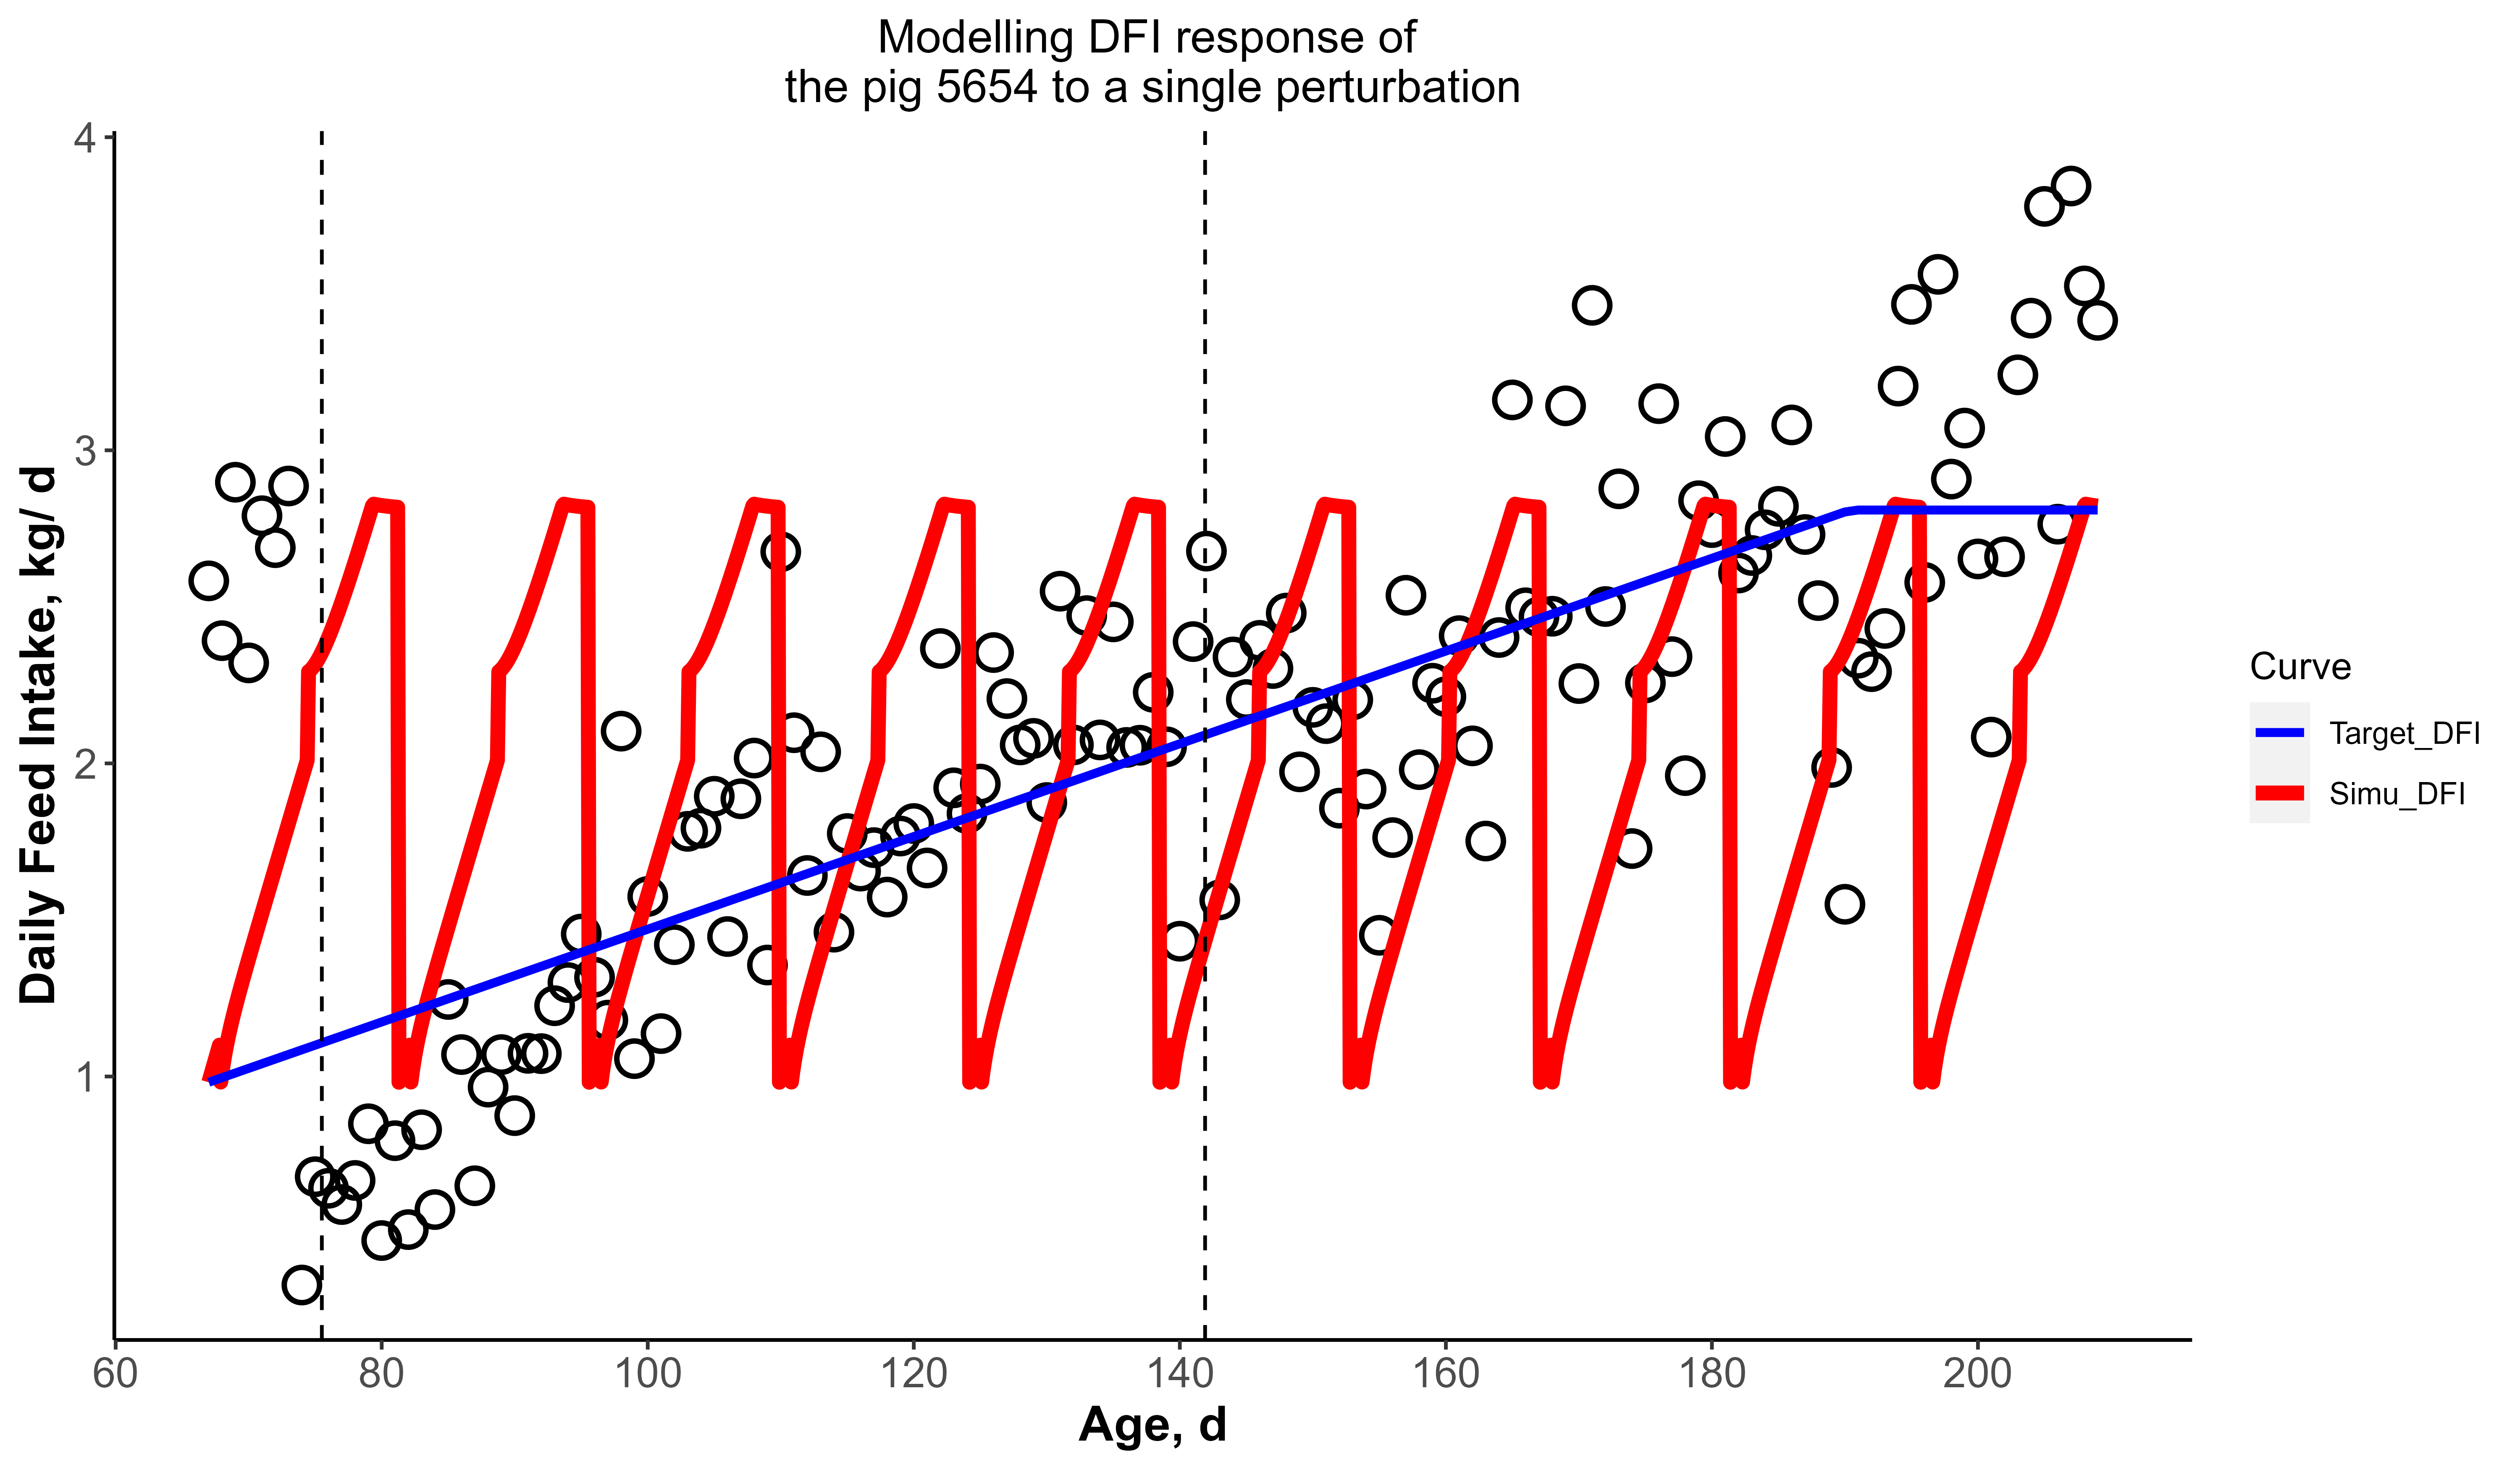 Modelling DFI response of
the pig 5654 to a single perturbation
4
3
2
1
Daily Feed Intake, kg/ d
60 80 100 120 140 160 180 200
Age, d
Curve
Target_DFI
Simu_DFI